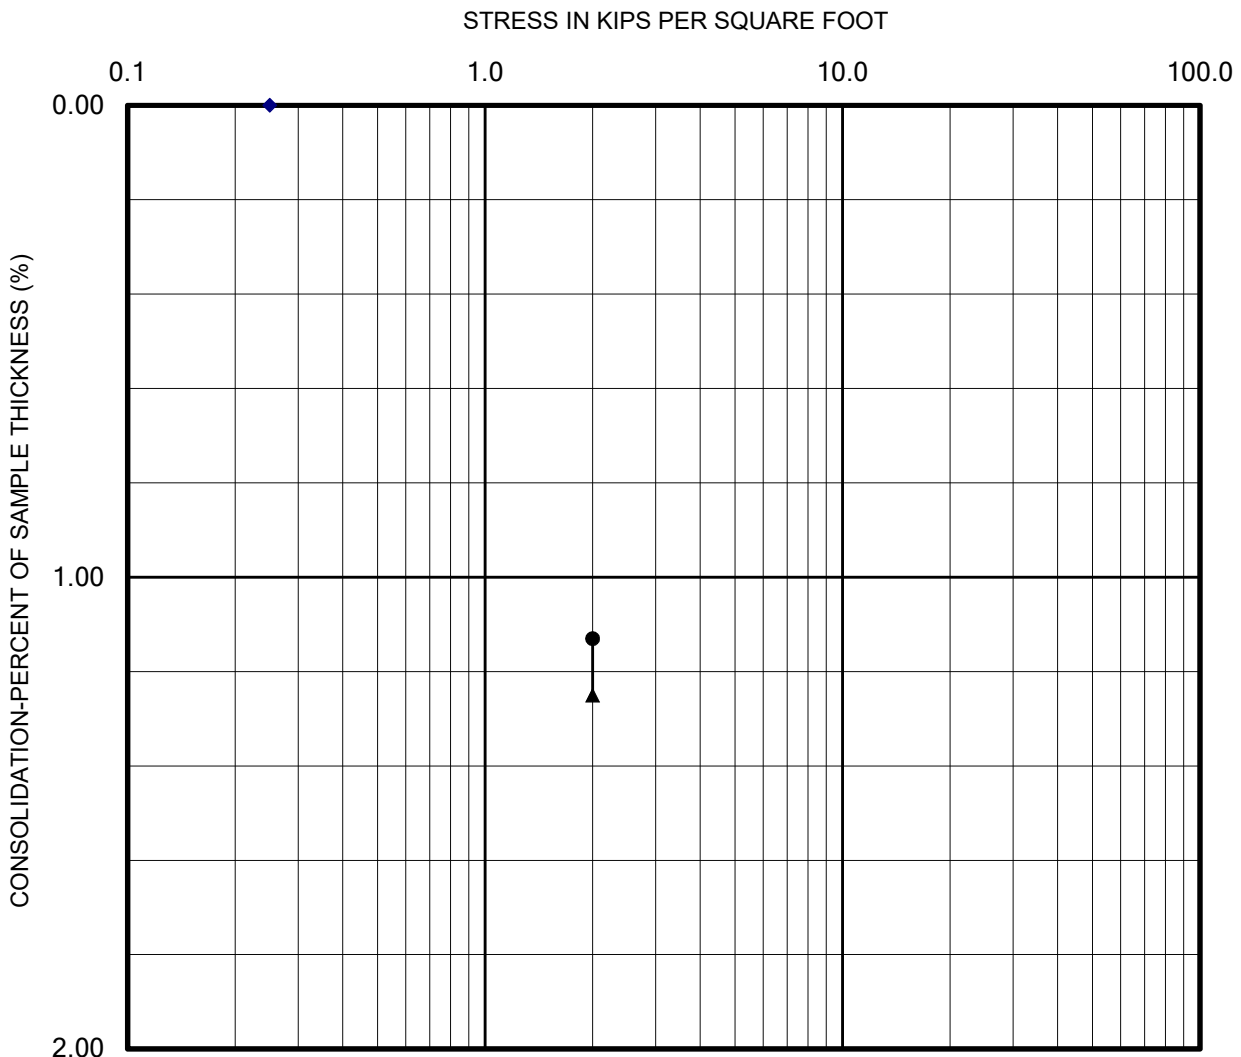 STRESS IN KIPS PER SQUARE FOOT
0.1 1.0 10.0 100.0
0.00
CONSOLIDATION-PERCENT OF SAMPLE THICKNESS (%)
1.00
2.00